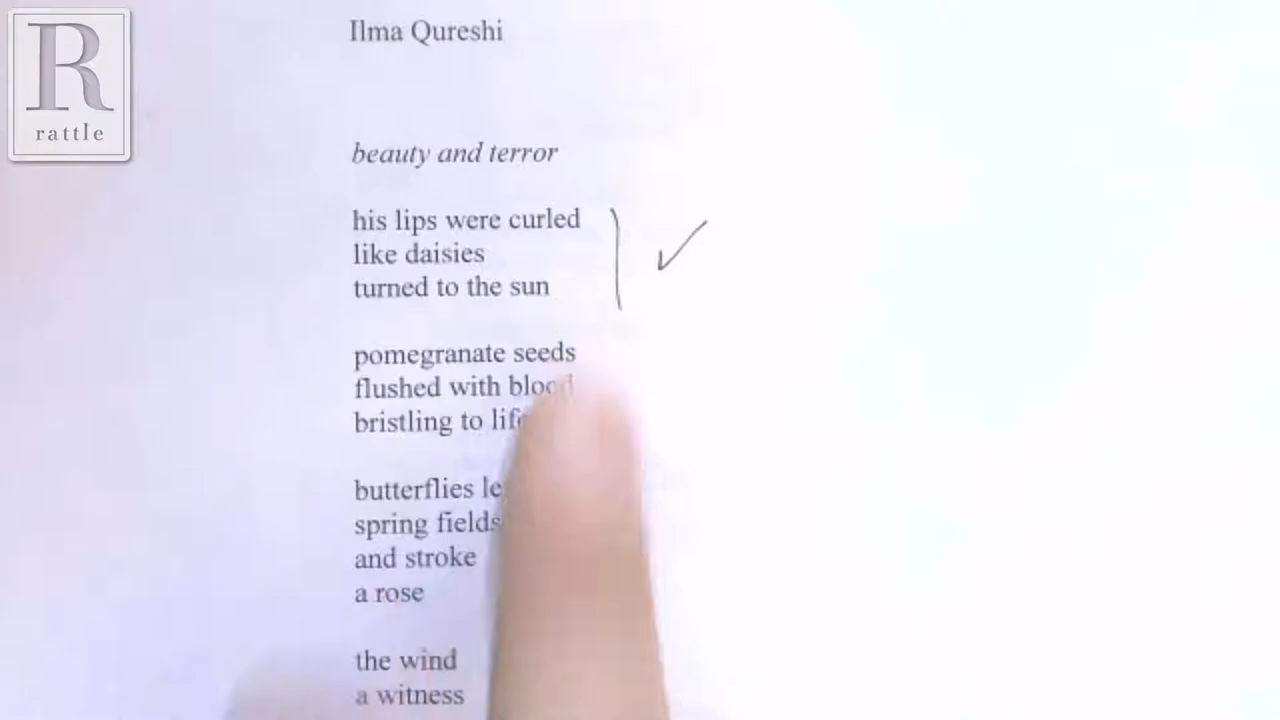 R
rattle
Ilma Qureshi
beauty and terror
his lips were curled
like daisies
turned to the sun
pomegranate seeds
flushed with blood
bristling to life
butterflies
spring fields
and stroke
a rose
the wind
a witness